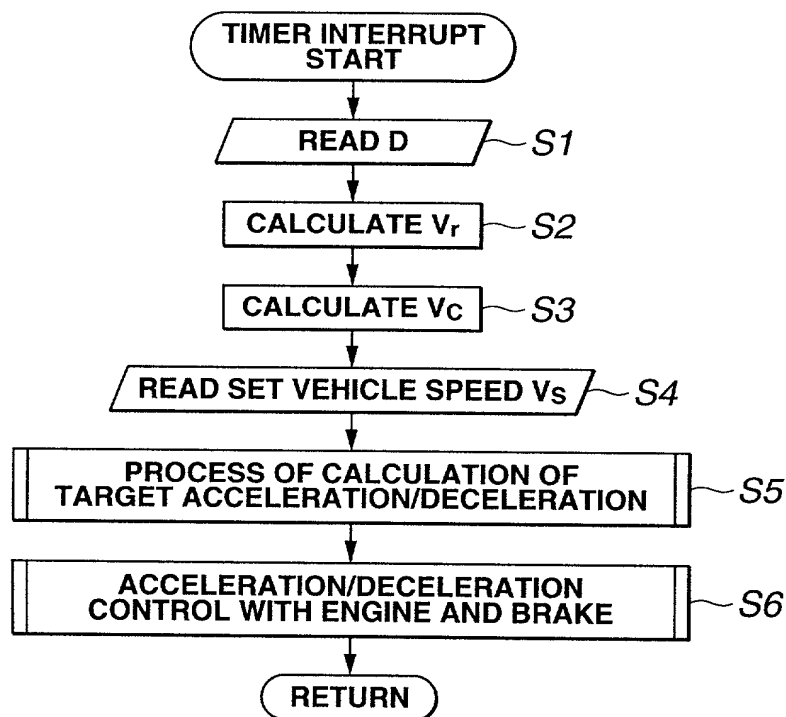 TIMER INTERRUPT
START
READ D
S1
CALCULATE Vr
S2
CALCULATE VC
S3
READ SET VEHICLE SPEED VS
S4
PROCESS OF CALCULATION OF
TARGET ACCELERATION/DECELERATION
S5
ACCELERATION/DECELERATION
CONTROL WITH ENGINE AND BRAKE
S6
RETURN